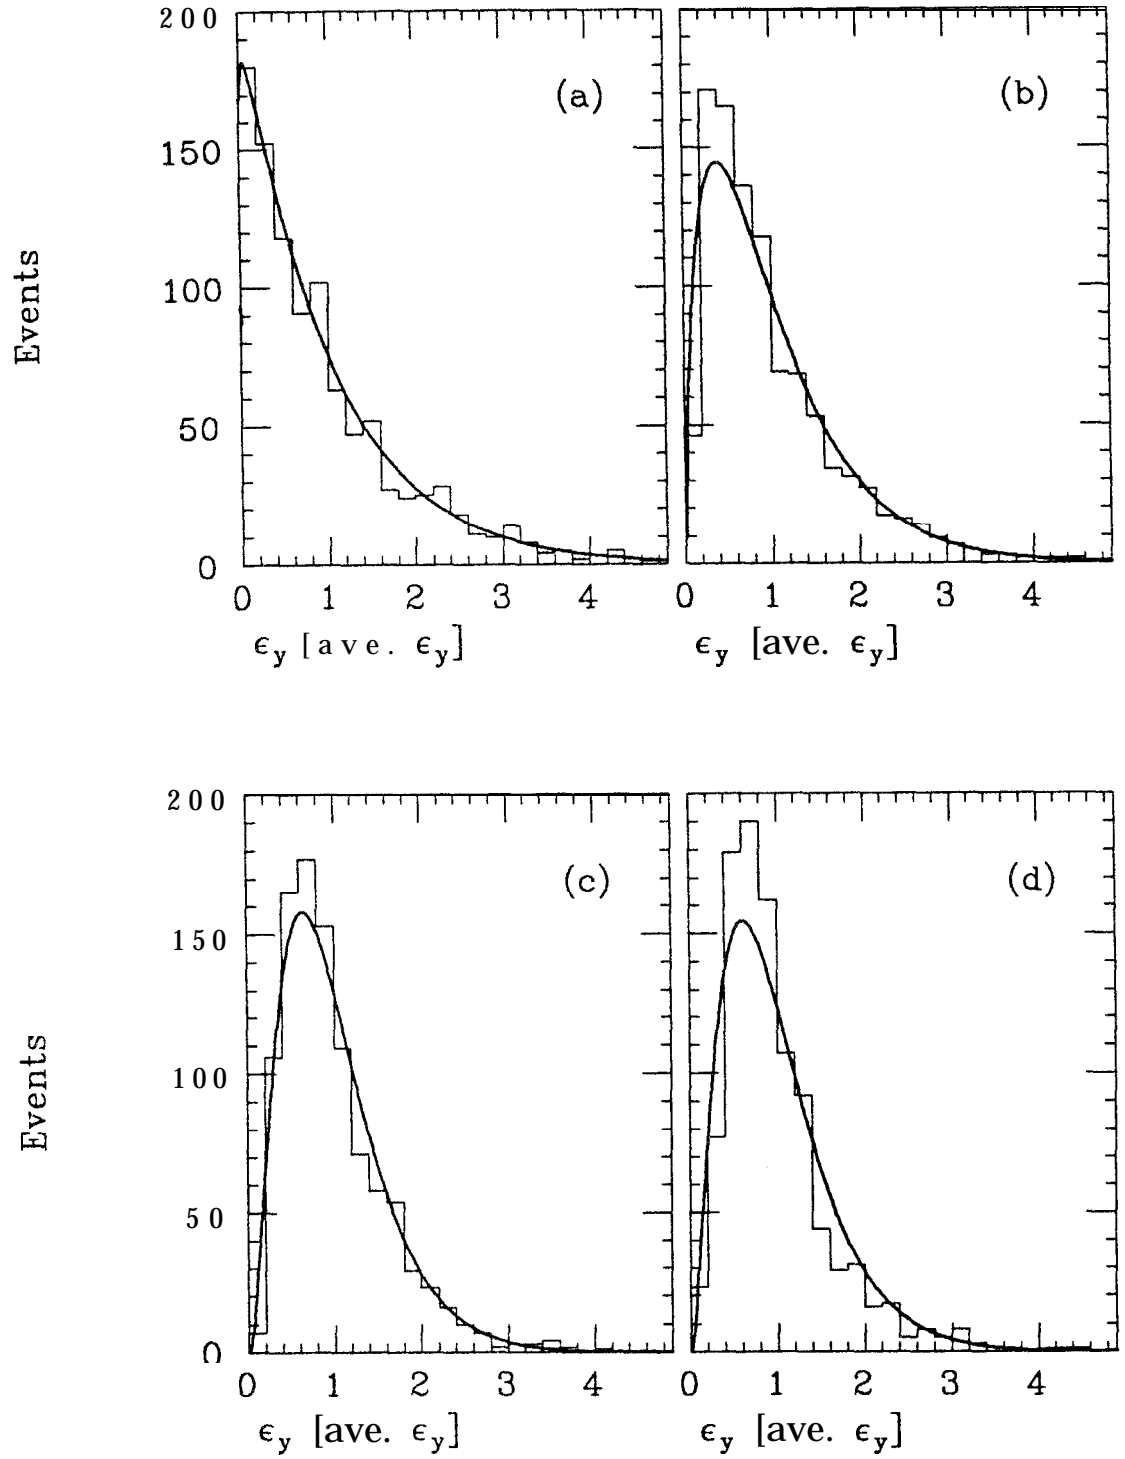 200
150
100
50
0
Events
(a)
(b)
0 1 2 3 4
0 1 2 3 4
ϵy [ave. ϵy]
ϵy [ave. ϵy]
200
150
100
50
0
Events
(c)
(d)
0 1 2 3 4
0 1 2 3 4
ϵy [ave. ϵy]
ϵy [ave. ϵy]